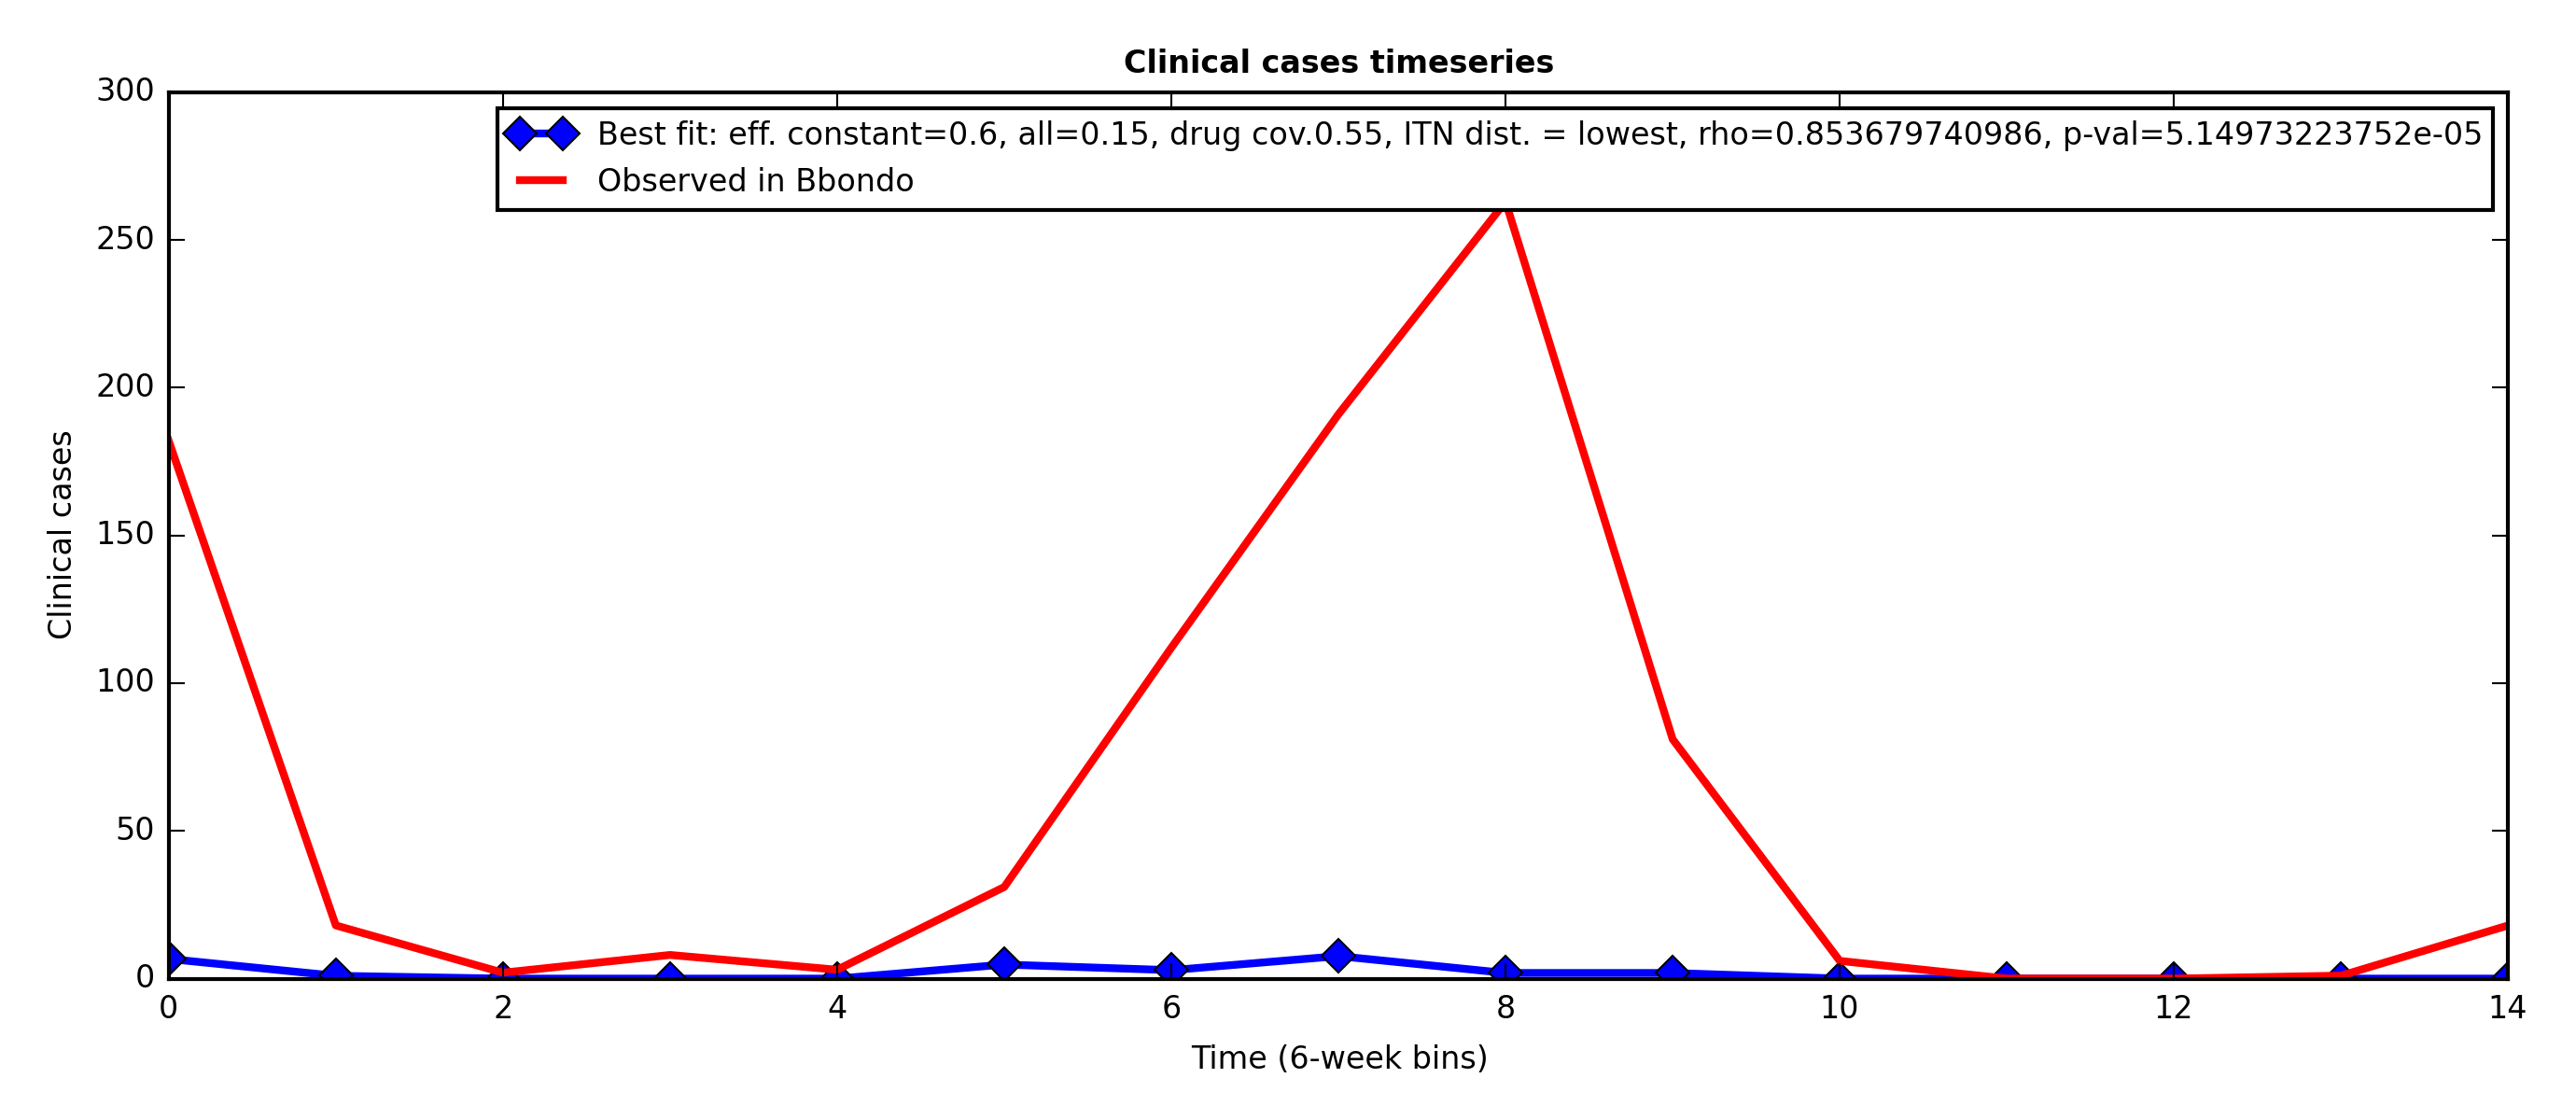 Clinical cases timeseries
300
250
200
150
100
50
0
Clinical cases
Best fit: eff. constant=0.6, all=0.15, drug cov.0.55, ITN dist. = lowest, rho=0.853679740986, p-val=5.14973223752e-05
Observed in Bbondo
0 2 4 6 8 10 12 14
Time (6-week bins)